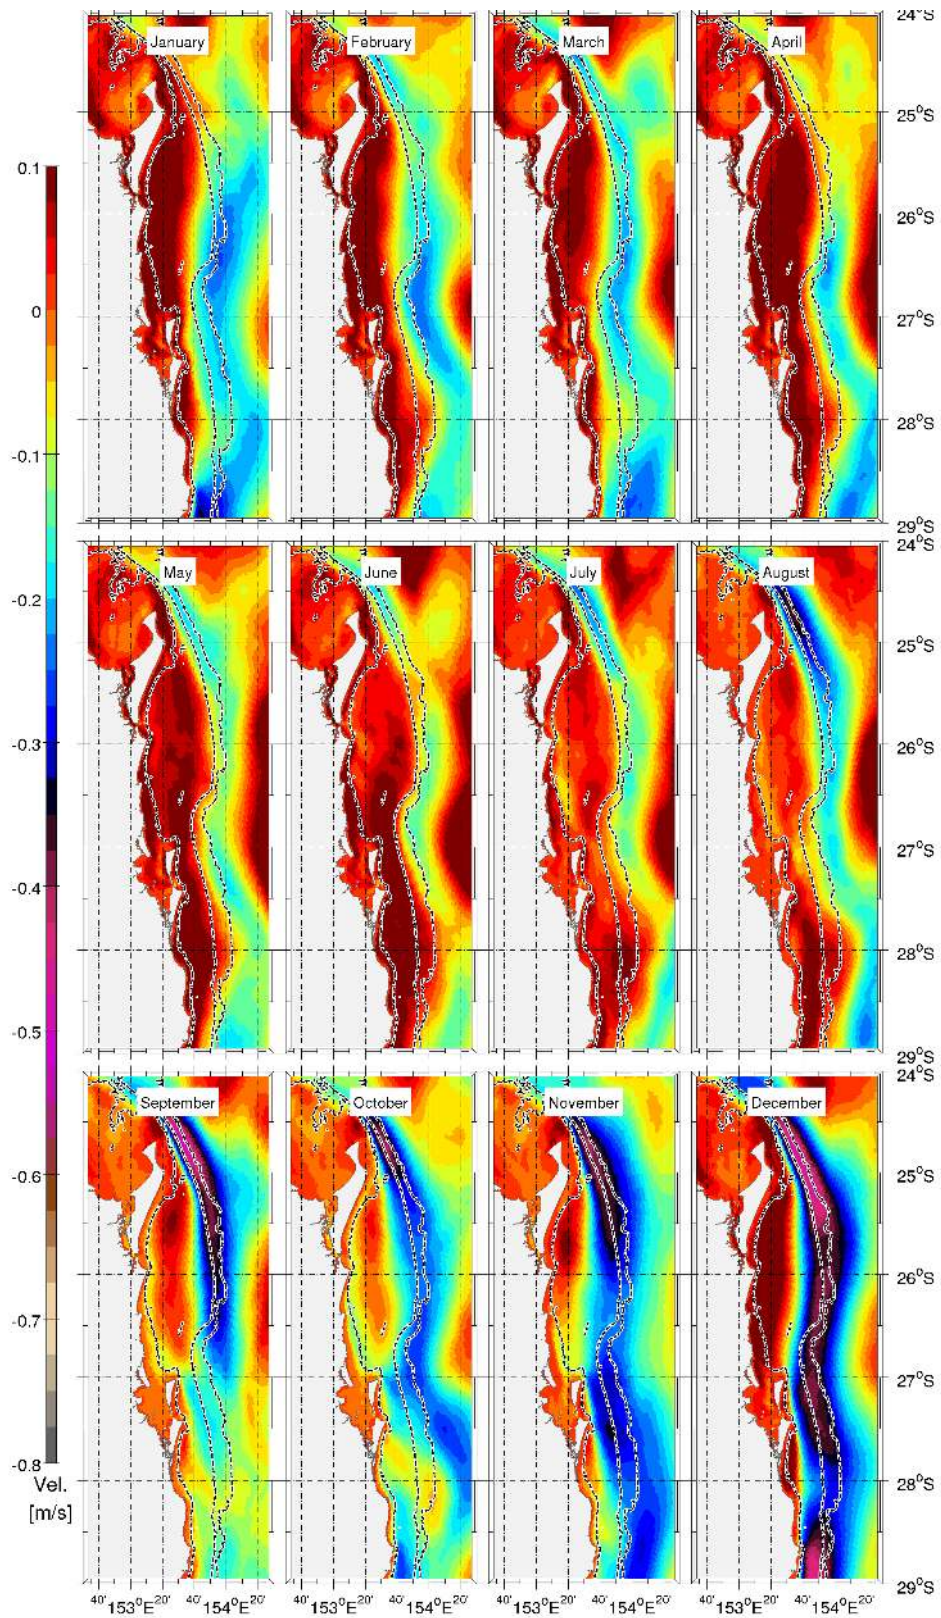 24°S
January
February
March
April
25°S
0.1
26°S
0
27°S
-0.1
28°S
29°S
24°S
May
June
July
August
-0.2
25°S
-0.3
26°S
27°S
-0.4
28°S
-0.5
29°S
24°S
September
October
November
December
-0.6
25°S
26°S
-0.7
27°S
-0.8
Vel.
[m/s]
28°S
29°S
40' 153°E 20' 40' 154°E 20' 40' 153°E 20' 40' 154°E 20' 40' 153°E 20' 40' 154°E 20' 40' 153°E 20' 40' 154°E 20'